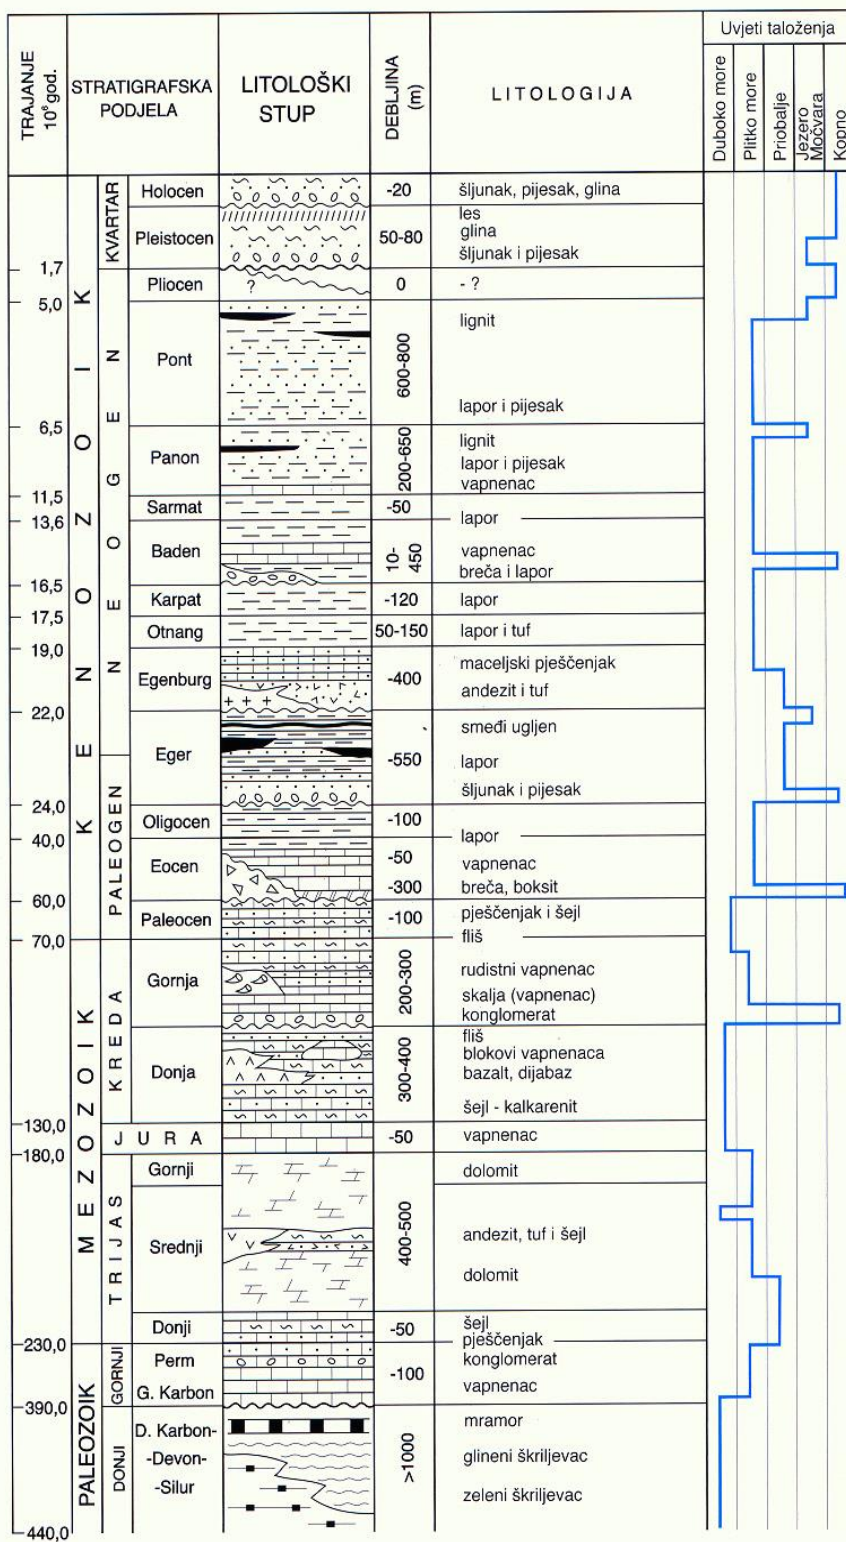 TRAJANJE
10⁶ god.
STRATIGRAFSKA
PODJELA
LITOLOŠKI
STUP
DEBLJINA
(m)
LITOLOGIJA
Uvjeti taloženja
Duboko more
Plitko more
Priobalje
Jezero
Močvara
Kopno
KENOZOIK
KVARTAR
Holocen
-20
šljunak, pijesak, glina
Pleistocen
50-80
les
glina
šljunak i pijesak
1,7
NEOGEN
Pliocen
?
0
- ?
5,0
Pont
600-800
lignit
lapor i pijesak
6,5
Panon
200-650
lignit
lapor i pijesak
vapnenac
11,5
Sarmat
-50
lapor
13,6
Baden
10-
450
vapnenac
breča i lapor
16,5
Karpat
-120
lapor
17,5
Otnang
50-150
lapor i tuf
19,0
Egenburg
-400
maceljski pješčenjak
andezit i tuf
22,0
Eger
-550
smeđi ugljen
lapor
šljunak i pijesak
24,0
PALEOGEN
Oligocen
-100
lapor
40,0
Eocen
-50
vapnenac
-300
breča, boksit
60,0
Paleocen
-100
pješčenjak i šejl
fliš
70,0
MEZOZOIK
KREDA
Gornja
200-300
rudistni vapnenac
skalja (vapnenac)
konglomerat
Donja
300-400
fliš
blokovi vapnenaca
bazalt, dijabaz
šejl - kalkarenit
130,0
JURA
-50
vapnenac
180,0
TRIJAS
Gornji
400-500
dolomit
Srednji
andezit, tuf i šejl
dolomit
Donji
-50
šejl
pješčenjak
230,0
PALEOZOIK
GORNJI
Perm
-100
konglomerat
G. Karbon
vapnenac
390,0
DONJI
D. Karbon-
-Devon-
-Silur
>1000
mramor
glineni škriljevac
zeleni škriljevac
440,0